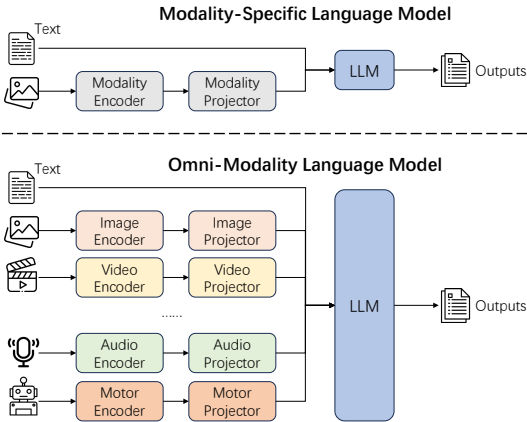 Modality-Specific Language Model
Text
Modality
Encoder
Modality
Projector
LLM
Outputs
Omni-Modality Language Model
Text
Image
Encoder
Image
Projector
Video
Encoder
Video
Projector
LLM
Outputs
......
Audio
Encoder
Audio
Projector
Motor
Encoder
Motor
Projector